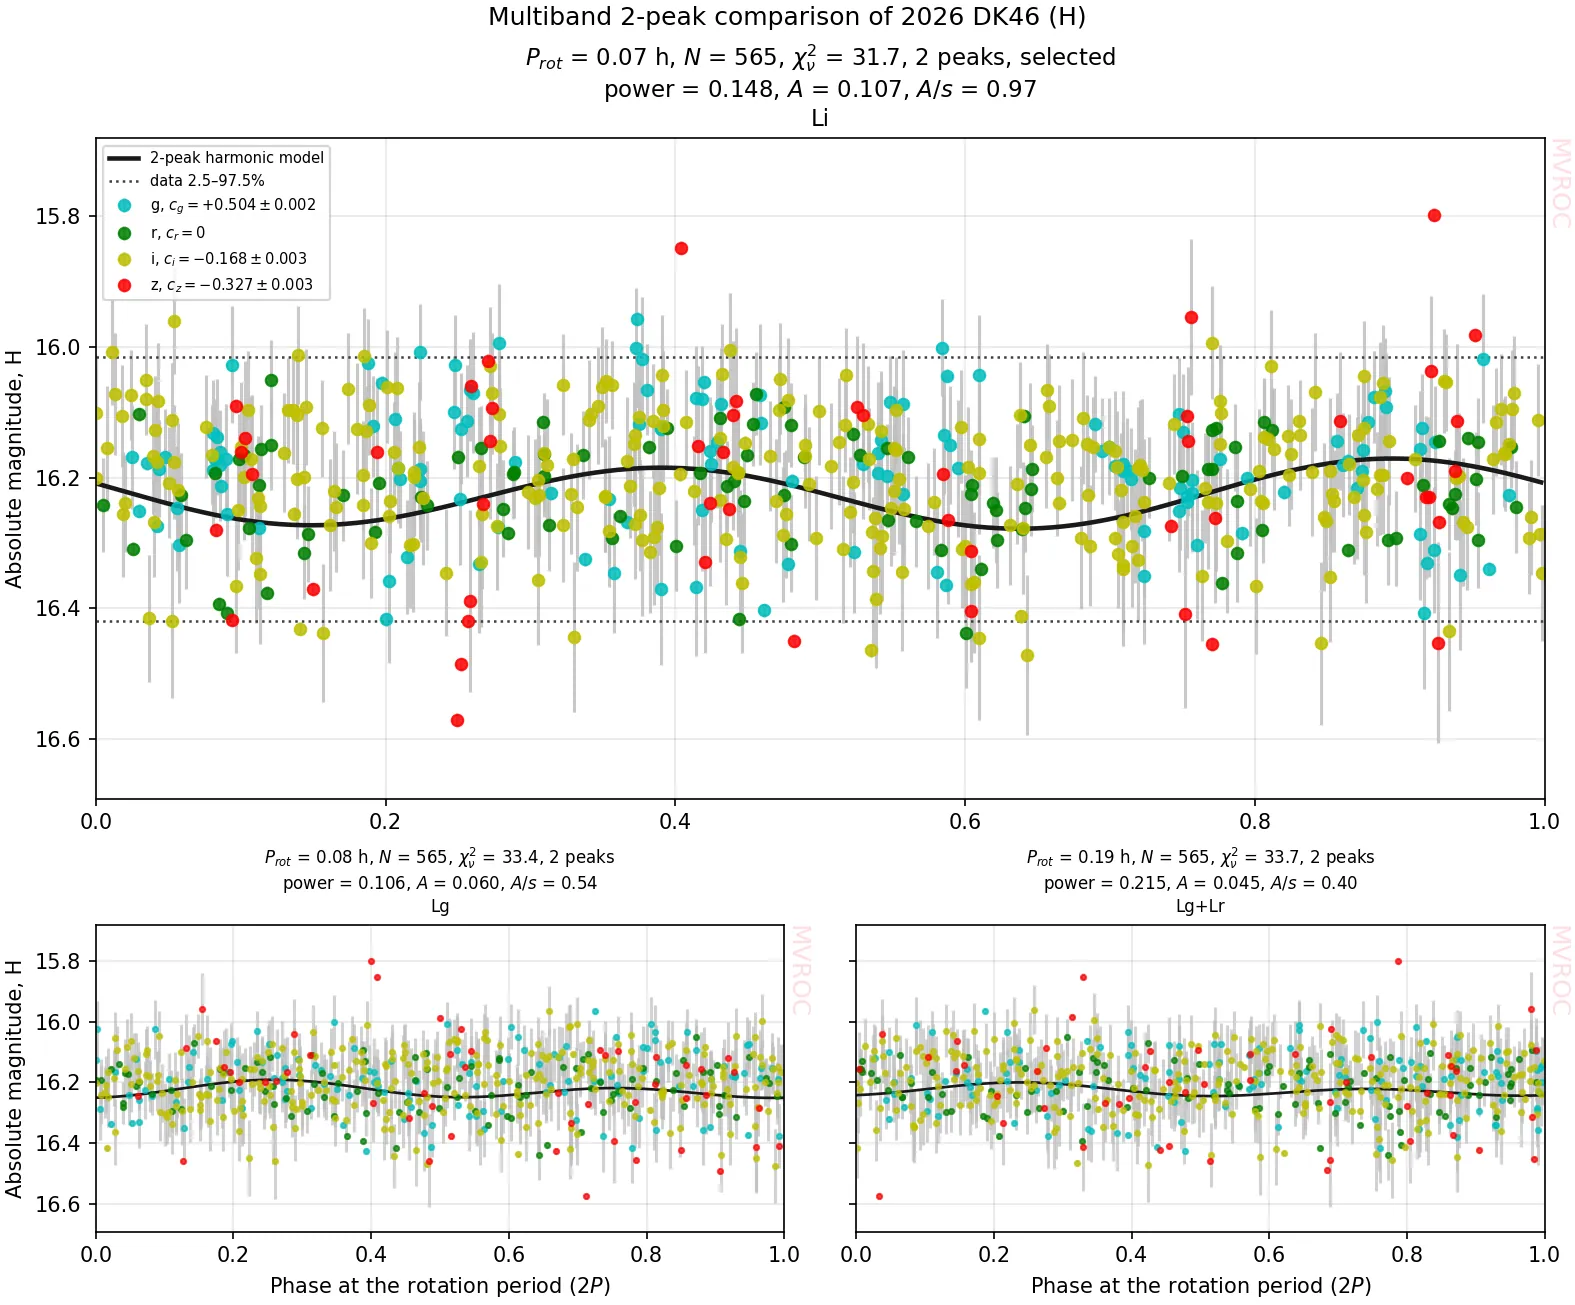 Multiband 2-peak comparison of 2026 DK46 (H)
P_rot = 0.07 h, N = 565, χ²_ν = 31.7, 2 peaks, selected
power = 0.148, A = 0.107, A/s = 0.97
Li
2-peak harmonic model
data 2.5–97.5%
g, c_g = +0.504 ± 0.002
r, c_r = 0
i, c_i = −0.168 ± 0.003
z, c_z = −0.327 ± 0.003
MVROC
Absolute magnitude, H
15.8
16.0
16.2
16.4
16.6
0.0 0.2 0.4 0.6 0.8 1.0
P_rot = 0.08 h, N = 565, χ²_ν = 33.4, 2 peaks
power = 0.106, A = 0.060, A/s = 0.54
Lg
MVROC
Absolute magnitude, H
15.8
16.0
16.2
16.4
16.6
0.0 0.2 0.4 0.6 0.8 1.0
Phase at the rotation period (2P)
P_rot = 0.19 h, N = 565, χ²_ν = 33.7, 2 peaks
power = 0.215, A = 0.045, A/s = 0.40
Lg+Lr
MVROC
0.0 0.2 0.4 0.6 0.8 1.0
Phase at the rotation period (2P)